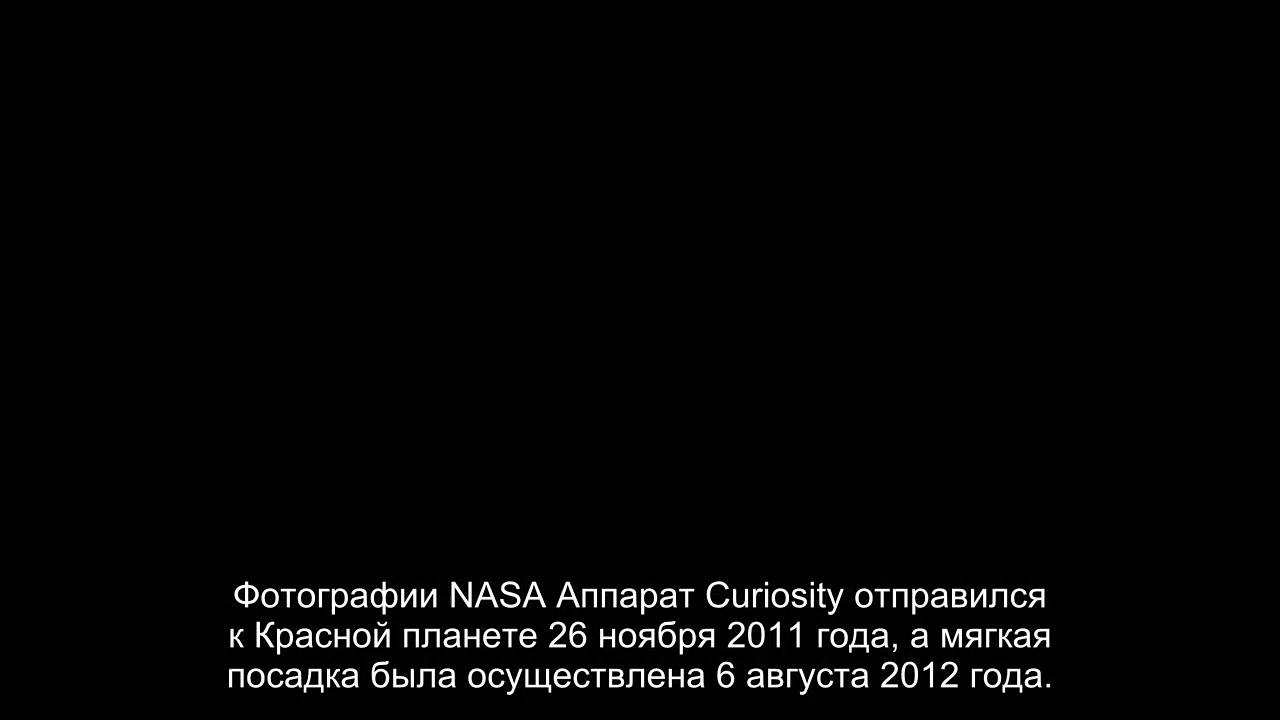 Фотографии NASA Аппарат Curiosity отправился
к Красной планете 26 ноября 2011 года, а мягкая
посадка была осуществлена 6 августа 2012 года.